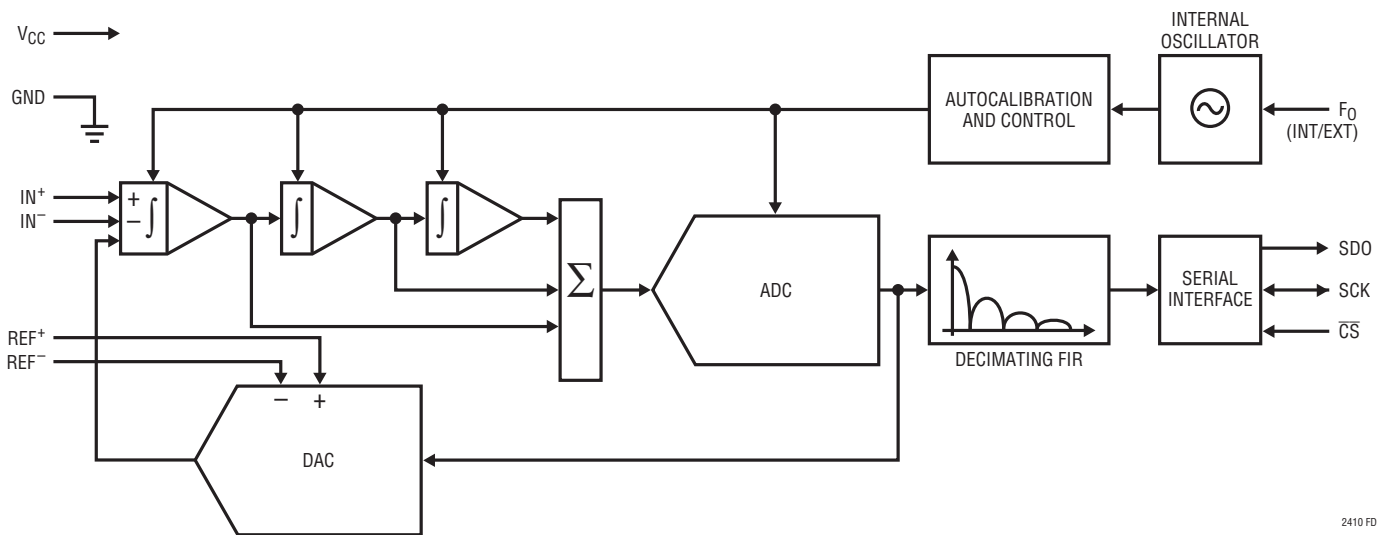 INTERNAL
OSCILLATOR
VCC
GND
AUTOCALIBRATION
AND CONTROL
F0
(INT/EXT)
IN+
IN−
+
−
∫
∫
∫
Σ
ADC
DECIMATING FIR
SERIAL
INTERFACE
SDO
SCK
C̅S̅
REF+
REF−
− +
DAC
2410 FD